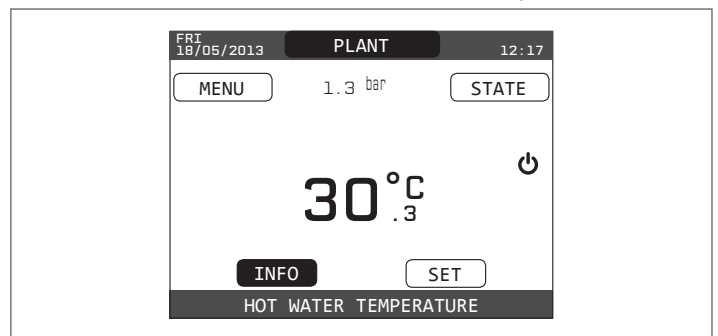 FRI
18/05/2013 PLANT 12:17
MENU 1.3 bar STATE
30.3°C
INFO SET
HOT WATER TEMPERATURE